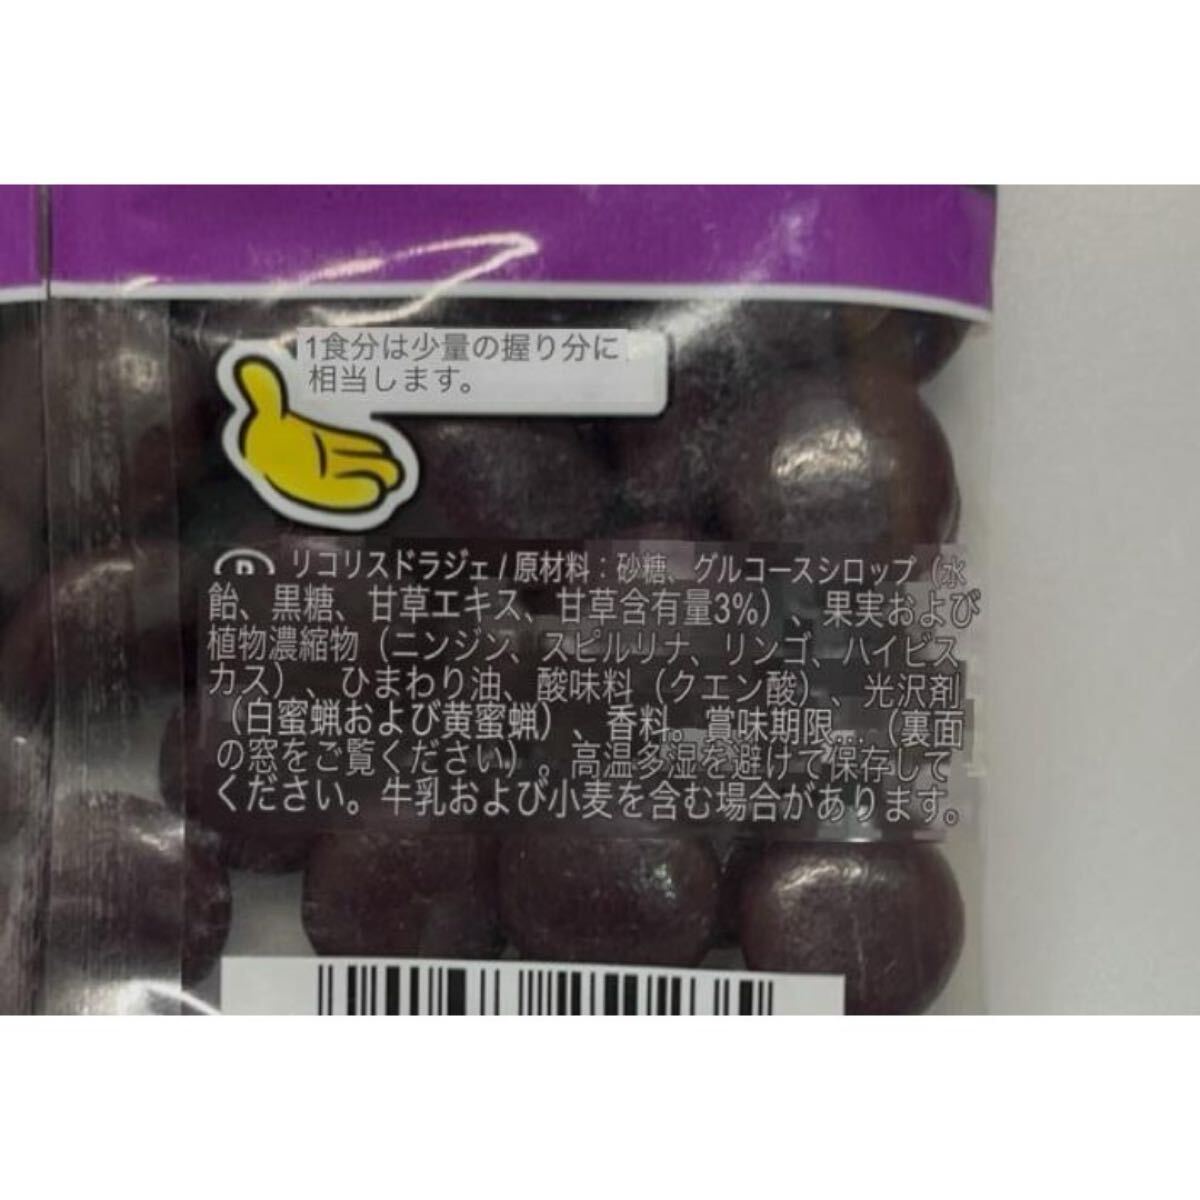 1食分は少量の握り分に
相当します。
D リコリスドラジェ / 原材料：砂糖、グルコースシロップ（水
飴、黒糖、甘草エキス、甘草含有量3%）、果実および
植物濃縮物（ニンジン、スピルリナ、リンゴ、ハイビス
カス）、ひまわり油、酸味料（クエン酸）、光沢剤
（白蜜蝋および黄蜜蝋）、香料。賞味期限...（裏面
の窓をご覧ください）。高温多湿を避けて保存して
ください。牛乳および小麦を含む場合があります。